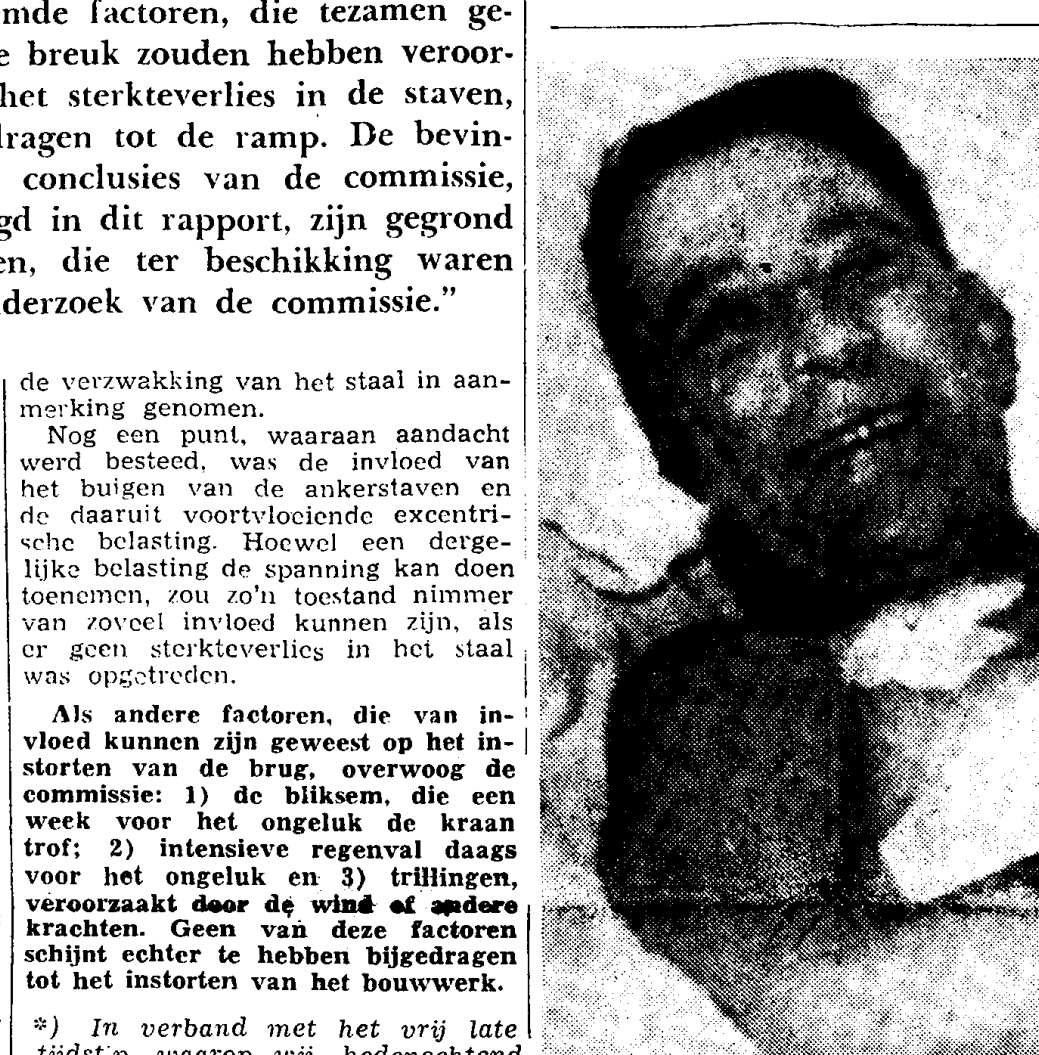 mde factoren, die tezamen ge-
e breuk zouden hebben veroor-
het sterkteverlies in de staven,
dragen tot de ramp. De bevin-
conclusies van de commissie,
gd in dit rapport, zijn gegrond
en, die ter beschikking waren
nderzoek van de commissie.”
de verzwakking van het staal in aan-
merking genomen.
Nog een punt, waaraan aandacht
werd besteed, was de invloed van
het buigen van de ankerstaven en
de daaruit voortvloeiende excentri-
sche belasting. Hoewel een derge-
lijke belasting de spanning kan doen
toenemen, zou zo'n toestand nimmer
van zoveel invloed kunnen zijn, als
er geen sterkteverlies in het staal
was opgetreden.
Als andere factoren, die van in-
vloed kunnen zijn geweest op het in-
storten van de brug, overwoog de
commissie: 1) de bliksem, die een
week voor het ongeluk de kraan
trof; 2) intensieve regenval daags
voor het ongeluk en 3) trillingen,
veroorzaakt door de wind of andere
krachten. Geen van deze factoren
schijnt echter te hebben bijgedragen
tot het instorten van het bouwwerk.
*) In verband met het vrij late
tijdstip waarop wij hedenochtend